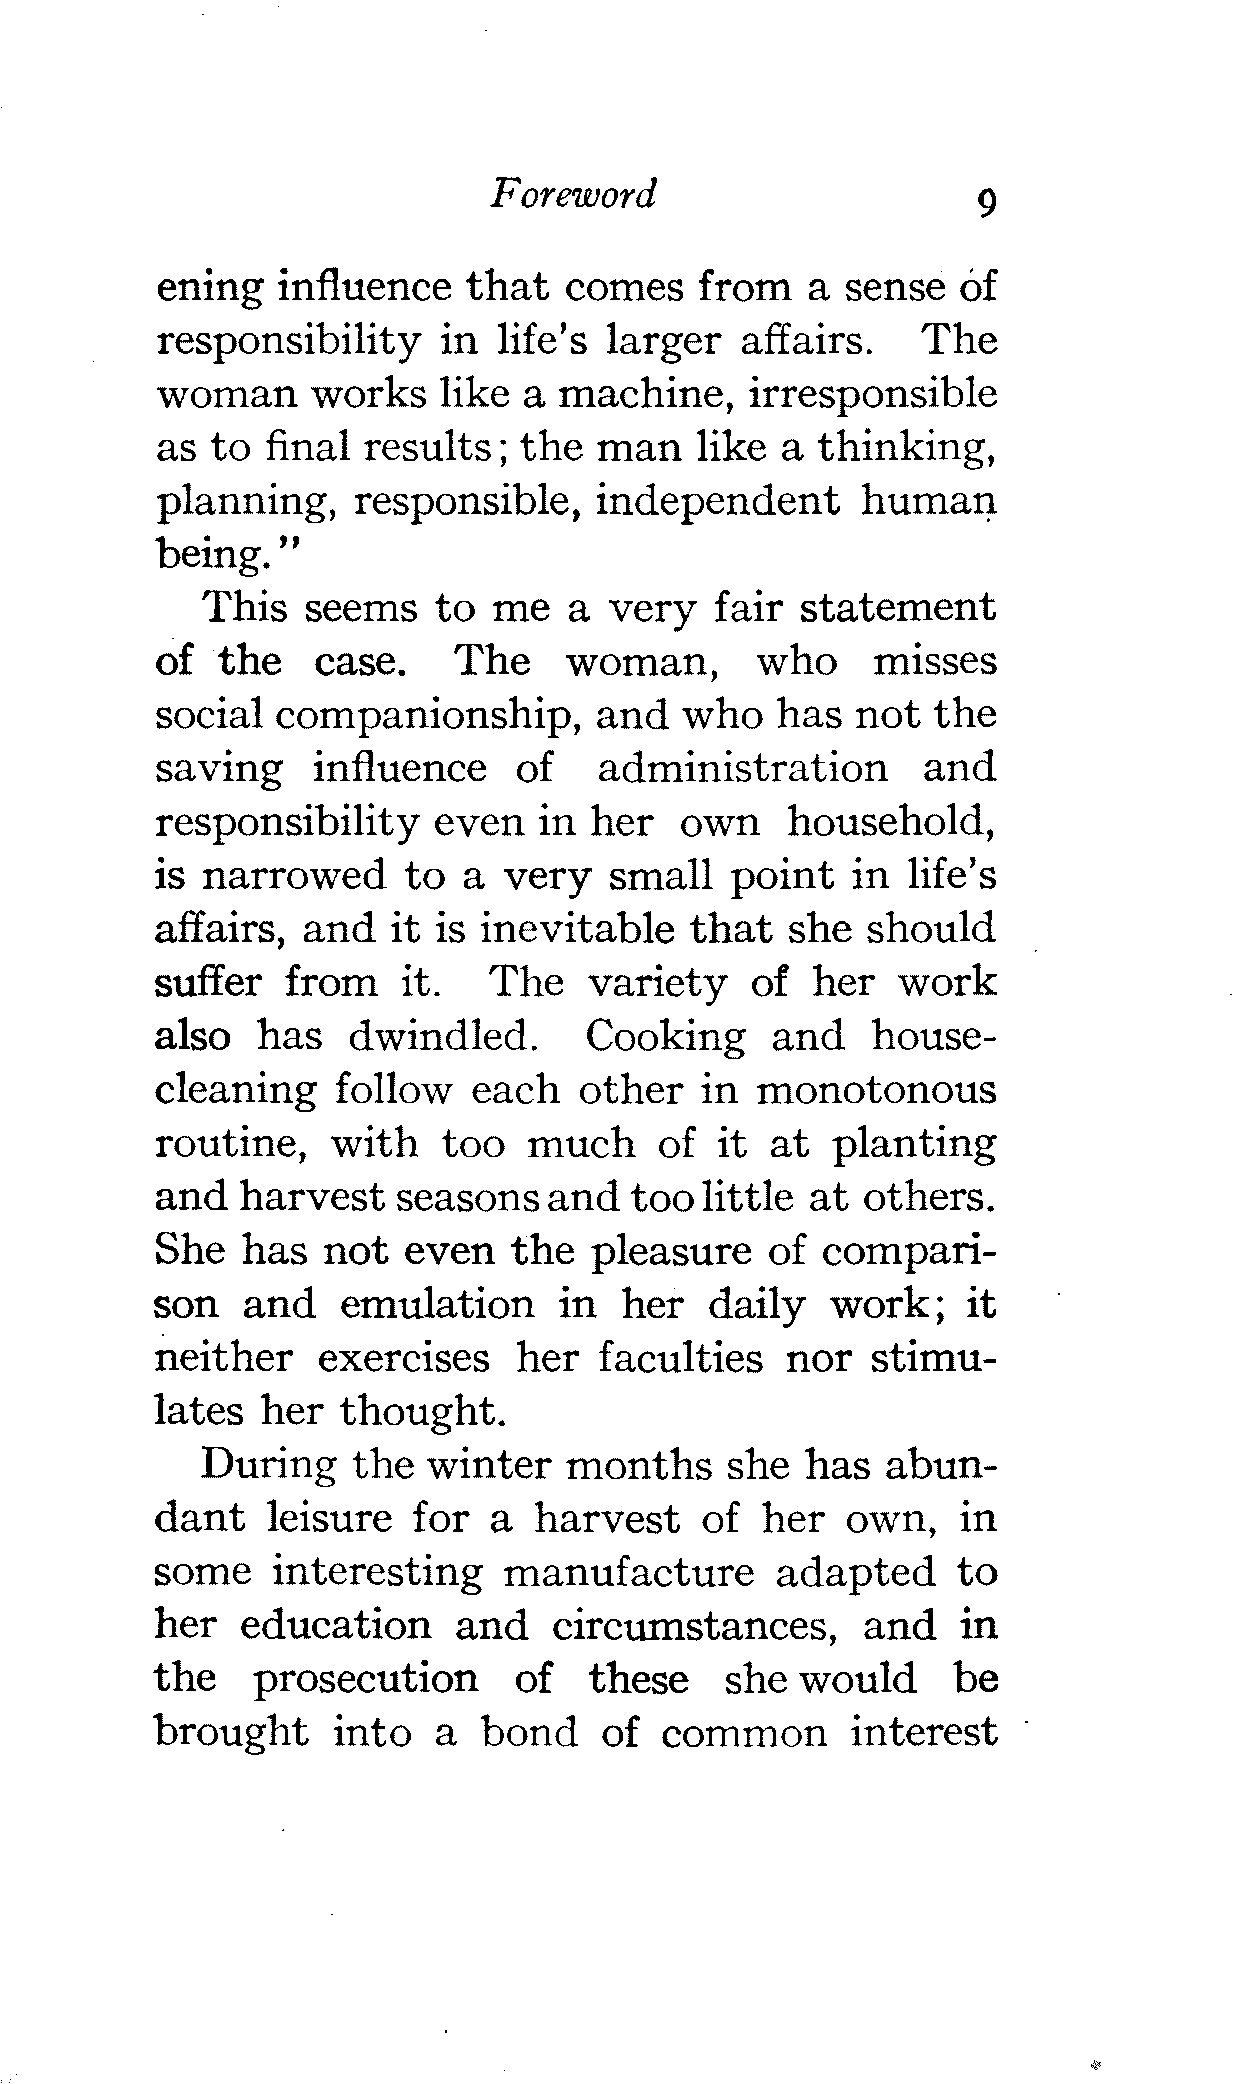 Foreword 9
ening influence that comes from a sense of
responsibility in life's larger affairs. The
woman works like a machine, irresponsible
as to final results; the man like a thinking,
planning, responsible, independent human
being."
This seems to me a very fair statement
of the case. The woman, who misses
social companionship, and who has not the
saving influence of administration and
responsibility even in her own household,
is narrowed to a very small point in life's
affairs, and it is inevitable that she should
suffer from it. The variety of her work
also has dwindled. Cooking and house-
cleaning follow each other in monotonous
routine, with too much of it at planting
and harvest seasons and too little at others.
She has not even the pleasure of compari-
son and emulation in her daily work; it
neither exercises her faculties nor stimu-
lates her thought.
During the winter months she has abun-
dant leisure for a harvest of her own, in
some interesting manufacture adapted to
her education and circumstances, and in
the prosecution of these she would be
brought into a bond of common interest